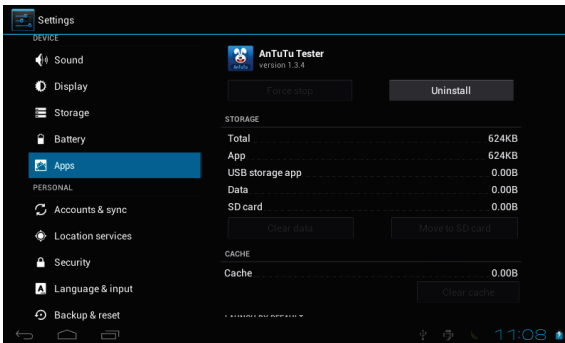 Settings
DEVICE
Sound
Display
Storage
Battery
Apps
PERSONAL
Accounts & sync
Location services
Security
Language & input
Backup & reset
AnTuTu Tester
version 1.3.4
Force stop
Uninstall
STORAGE
Total 624KB
App 624KB
USB storage app 0.00B
Data 0.00B
SD card 0.00B
Clear data
Move to SD card
CACHE
Cache 0.00B
Clear cache
LAUNCH BY DEFAULT
11:08